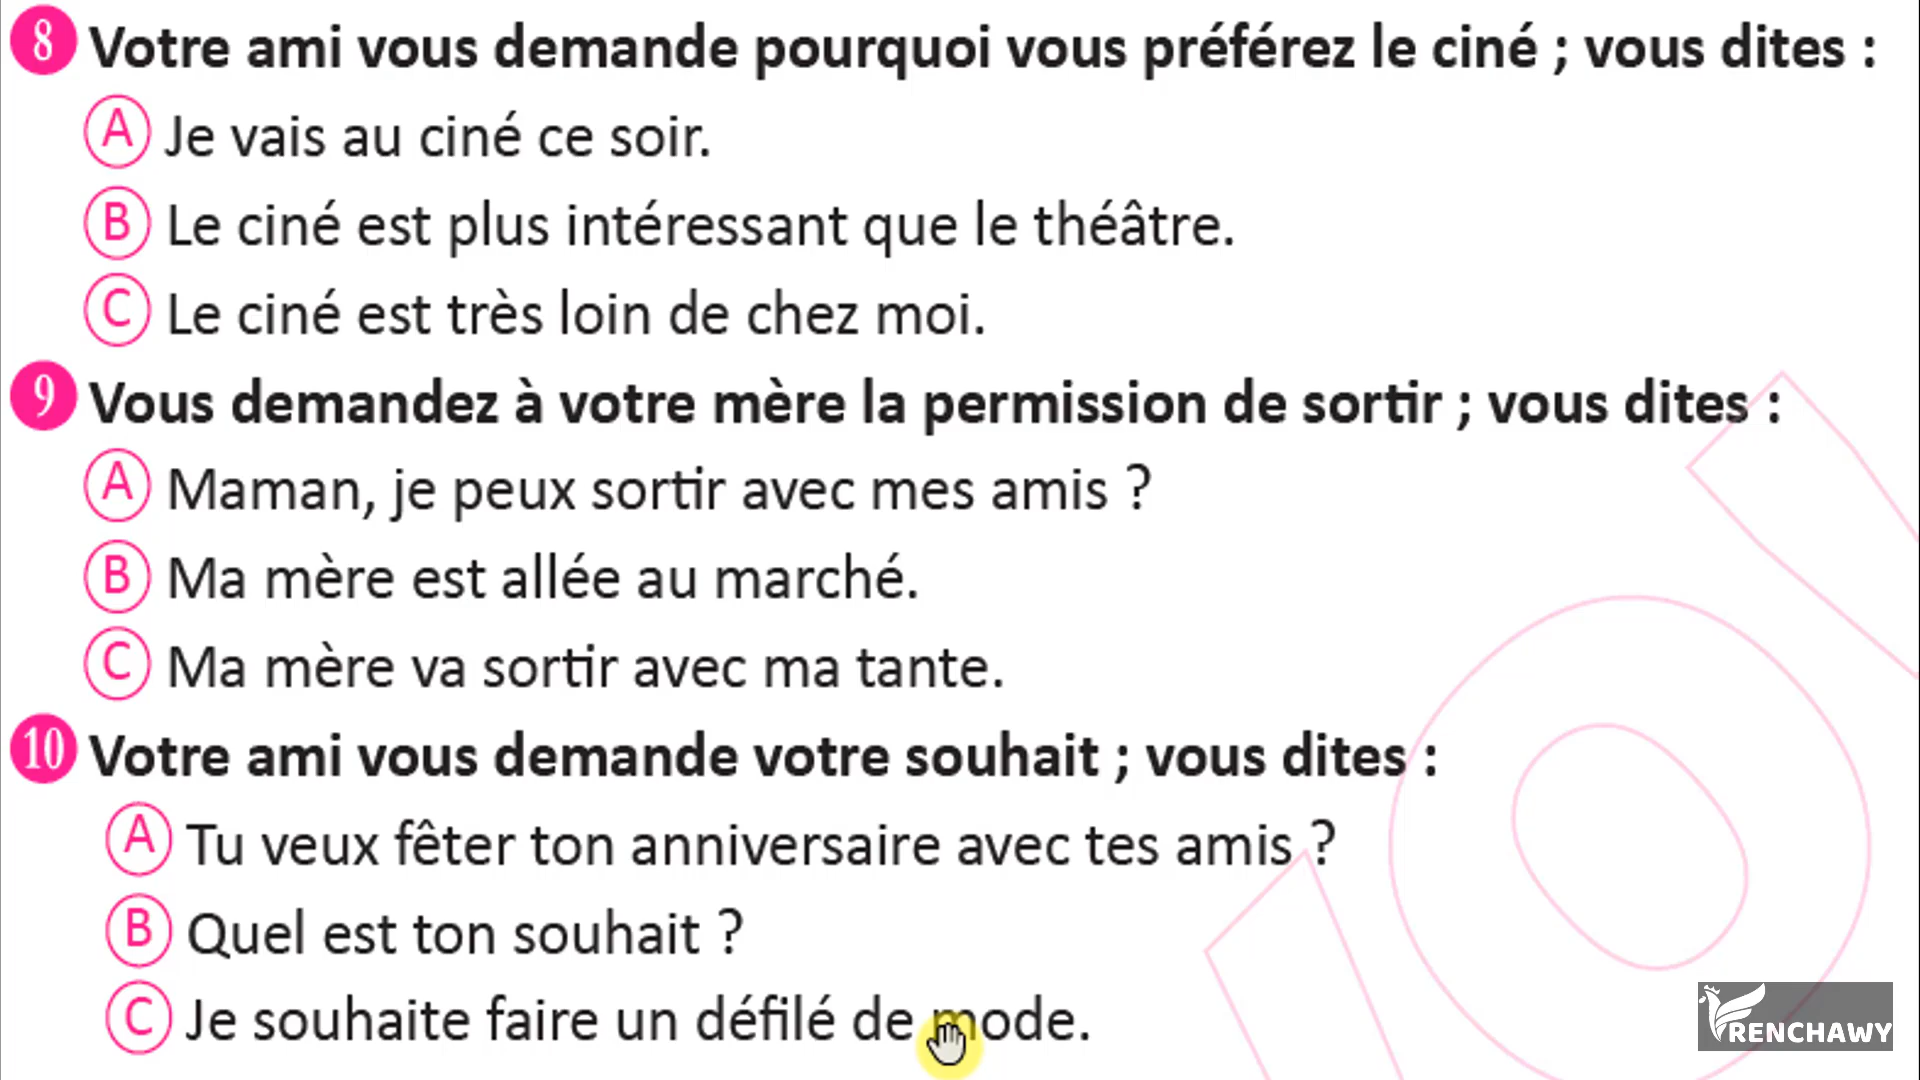 8 Votre ami vous demande pourquoi vous préférez le ciné ; vous dites :
A Je vais au ciné ce soir.
B Le ciné est plus intéressant que le théâtre.
C Le ciné est très loin de chez moi.
9 Vous demandez à votre mère la permission de sortir ; vous dites :
A Maman, je peux sortir avec mes amis ?
B Ma mère est allée au marché.
C Ma mère va sortir avec ma tante.
10 Votre ami vous demande votre souhait ; vous dites :
A Tu veux fêter ton anniversaire avec tes amis ?
B Quel est ton souhait ?
C Je souhaite faire un défilé de mode.
FRENCHAWY